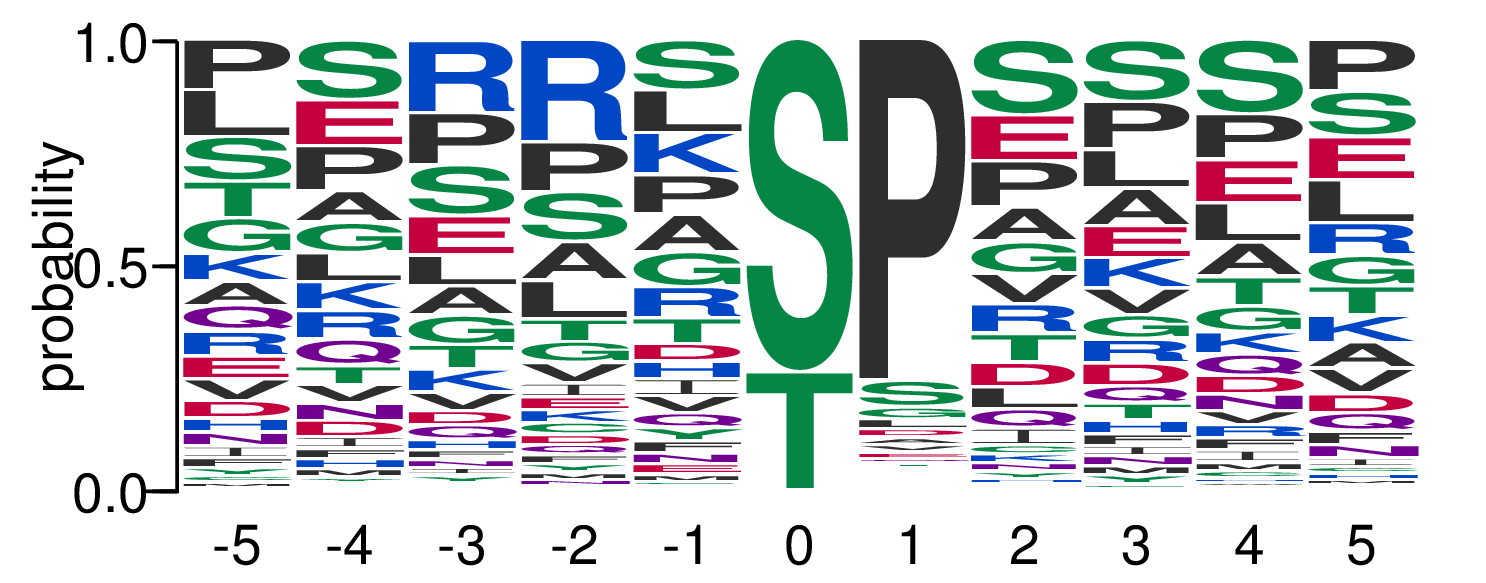 probability
1.0
0.5
0.0
P S R R S S P S S S P
L E P P L T S E P P S
S P S S K G P L E E
T A E A P A A L L
G G L L A G E A R
K L A T G V K T G
A K G G R R V G T
Q R T V T T G K K
R Q K D D R Q A
E T V L D D V
V V D Q Q N D
D N Q T V Q
-5 -4 -3 -2 -1 0 1 2 3 4 5